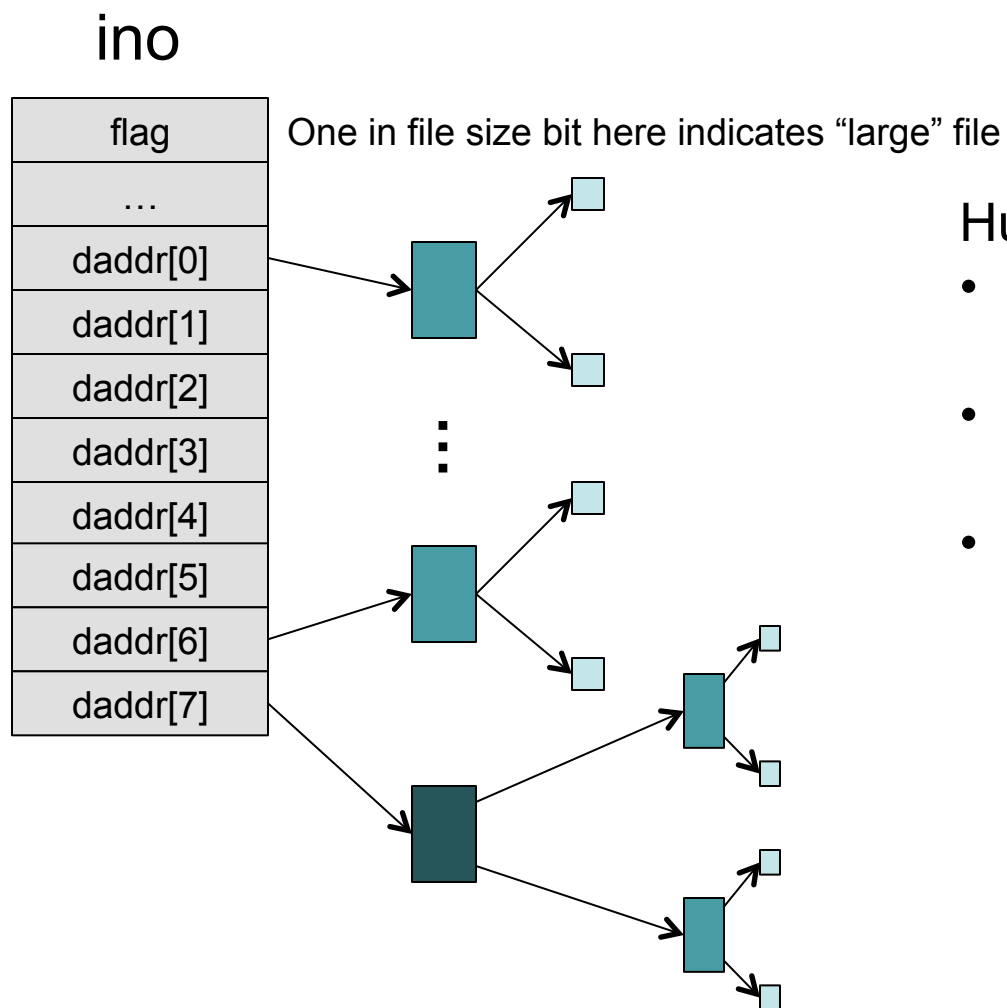 ino
flag
One in file size bit here indicates “large” file
…
daddr[0]
daddr[1]
daddr[2]
daddr[3]
daddr[4]
daddr[5]
daddr[6]
daddr[7]